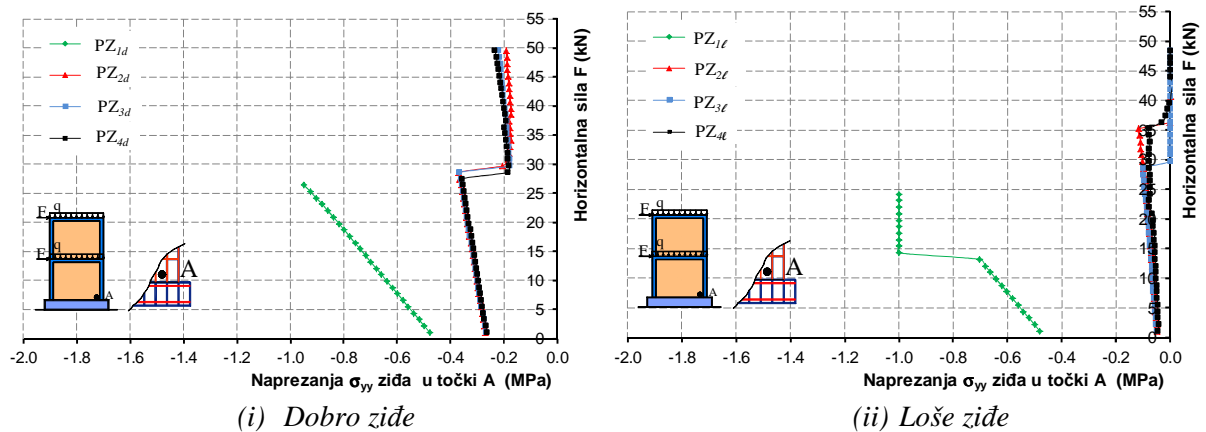 PZ1d
PZ2d
PZ3d
PZ4d
F
q
F
q
A
A
55
50
45
40
35
30
25
20
15
10
5
0
Horizontalna sila F (kN)
-2.0 -1.8 -1.6 -1.4 -1.2 -1.0 -0.8 -0.6 -0.4 -0.2 0.0
Naprezanja σyy ziđa u točki A (MPa)
(i) Dobro ziđe
PZ1ℓ
PZ2ℓ
PZ3ℓ
PZ4ℓ
F
q
F
q
A
A
55
50
45
40
35
30
25
20
15
10
5
0
Horizontalna sila F (kN)
-2.0 -1.8 -1.6 -1.4 -1.2 -1.0 -0.8 -0.6 -0.4 -0.2 0.0
Naprezanja σyy ziđa u točki A (MPa)
(ii) Loše ziđe